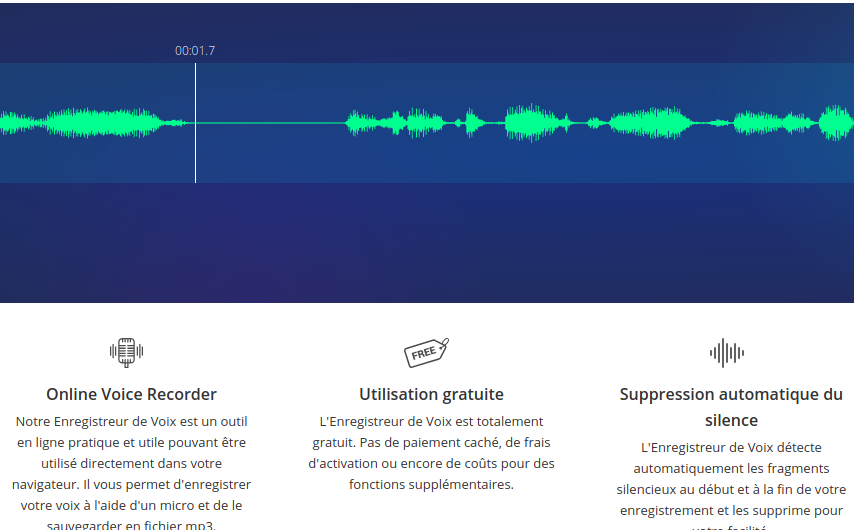 00:01.7
FREE
Online Voice Recorder
Notre Enregistreur de Voix est un outil
en ligne pratique et utile pouvant être
utilisé directement dans votre
navigateur. Il vous permet d'enregistrer
votre voix à l'aide d'un micro et de le
sauvegarder en fichier mp3.
Utilisation gratuite
L'Enregistreur de Voix est totalement
gratuit. Pas de paiement caché, de frais
d'activation ou encore de coûts pour des
fonctions supplémentaires.
Suppression automatique du
silence
L'Enregistreur de Voix détecte
automatiquement les fragments
silencieux au début et à la fin de votre
enregistrement et les supprime pour
votre facilité.